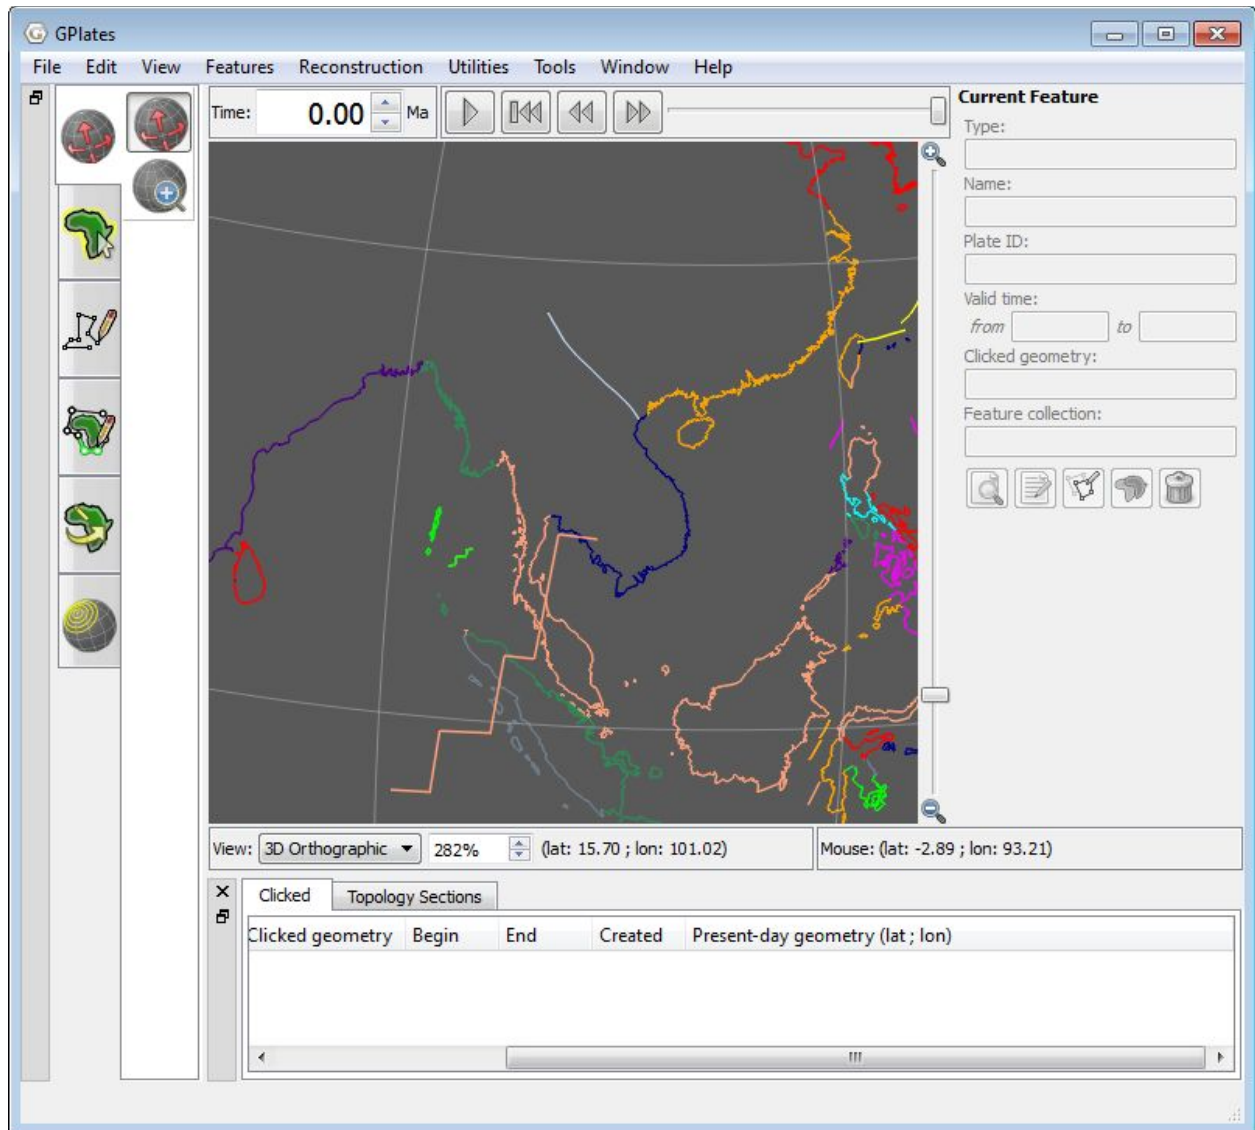 GPlates
File Edit View Features Reconstruction Utilities Tools Window Help
Time: 0.00 Ma
Current Feature
Type:
Name:
Plate ID:
Valid time:
from to
Clicked geometry:
Feature collection:
View: 3D Orthographic 282% (lat: 15.70 ; lon: 101.02) Mouse: (lat: -2.89 ; lon: 93.21)
Clicked Topology Sections
Clicked geometry Begin End Created Present-day geometry (lat ; lon)